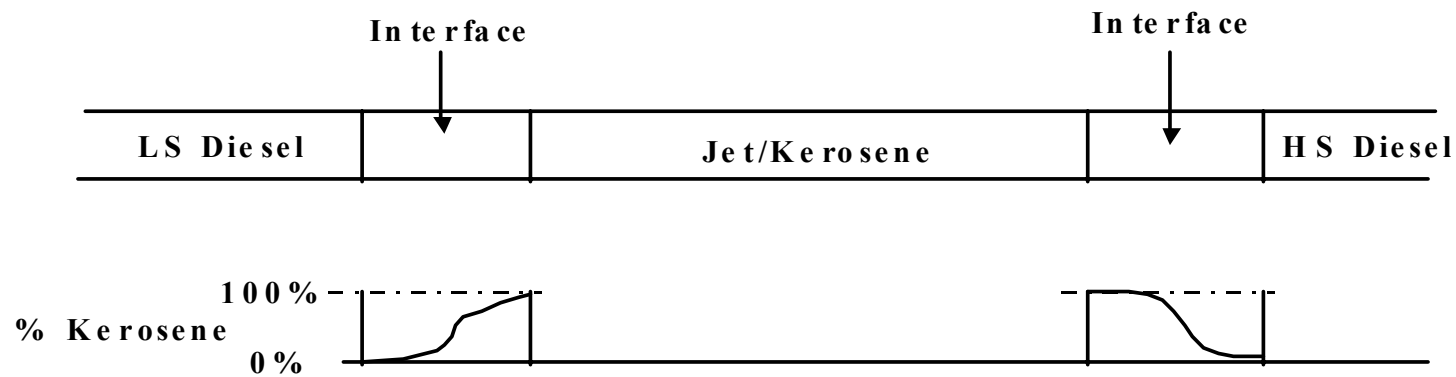 Interface
Interface
LS Diesel
Jet/Kerosene
HS Diesel
100%
% Kerosene
0%